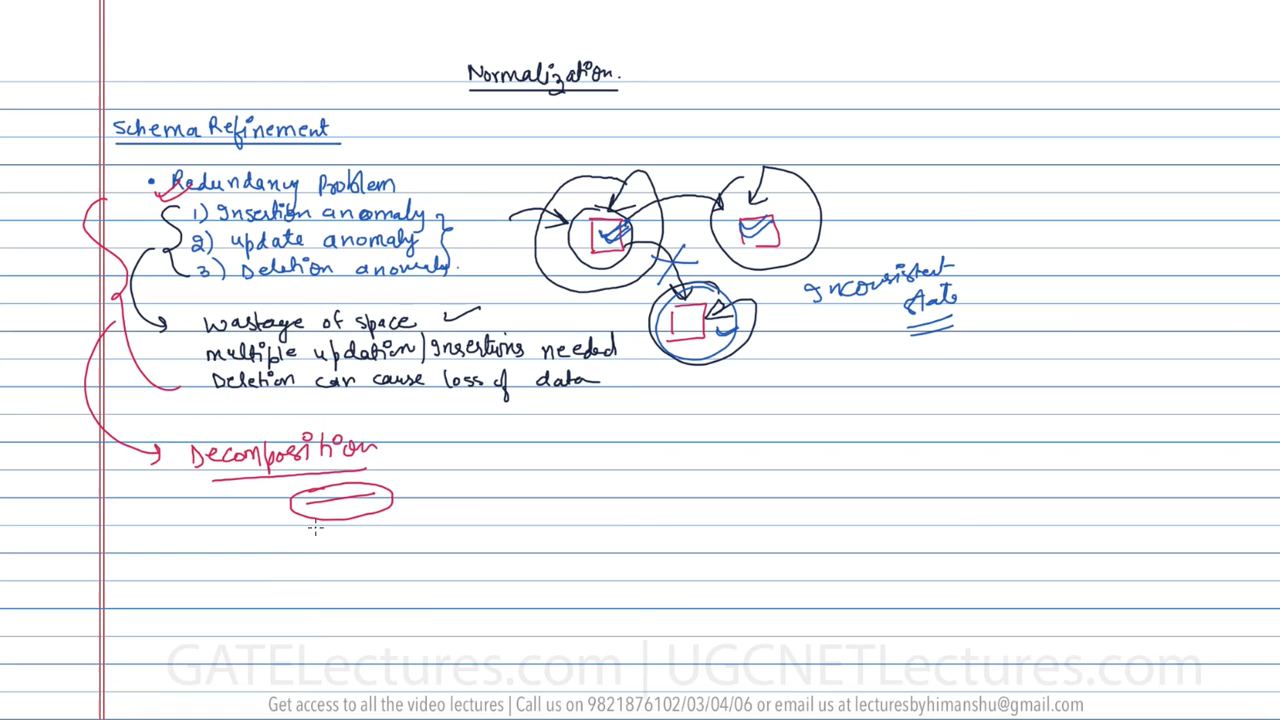 Normalization.
Schema Refinement
• Redundancy Problem
1) Insertion anomaly
2) update anomaly
3) Deletion anomaly.
Inconsistent
state
wastage of space
multiple updation/Insertions needed
Deletion can cause loss of data
Decomposition
GATELectures.com | UGCNETLectures.com
Get access to all the video lectures | Call us on 9821876102/03/04/06 or email us at lecturesbyhimanshu@gmail.com